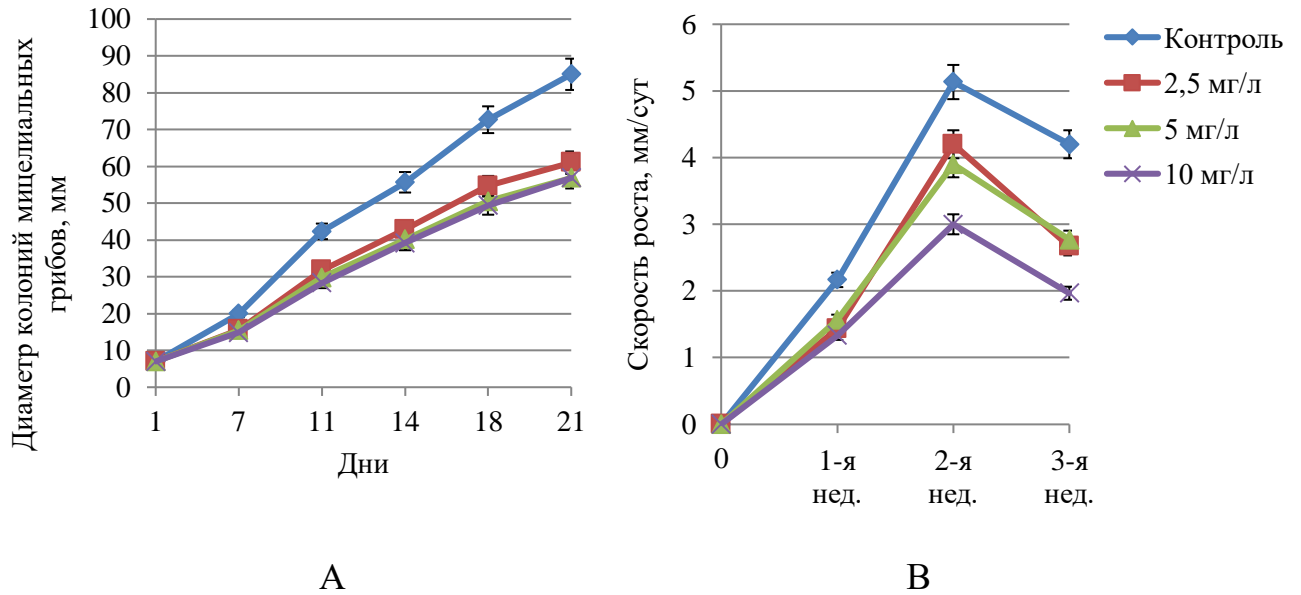 Диаметр колоний мицелиальных
грибов, мм
100
90
80
70
60
50
40
30
20
10
0
1 7 11 14 18 21
Дни
А
Скорость роста, мм/сут
6
5
4
3
2
1
0
0 1-я 2-я 3-я
нед. нед. нед.
В
Контроль
2,5 мг/л
5 мг/л
10 мг/л